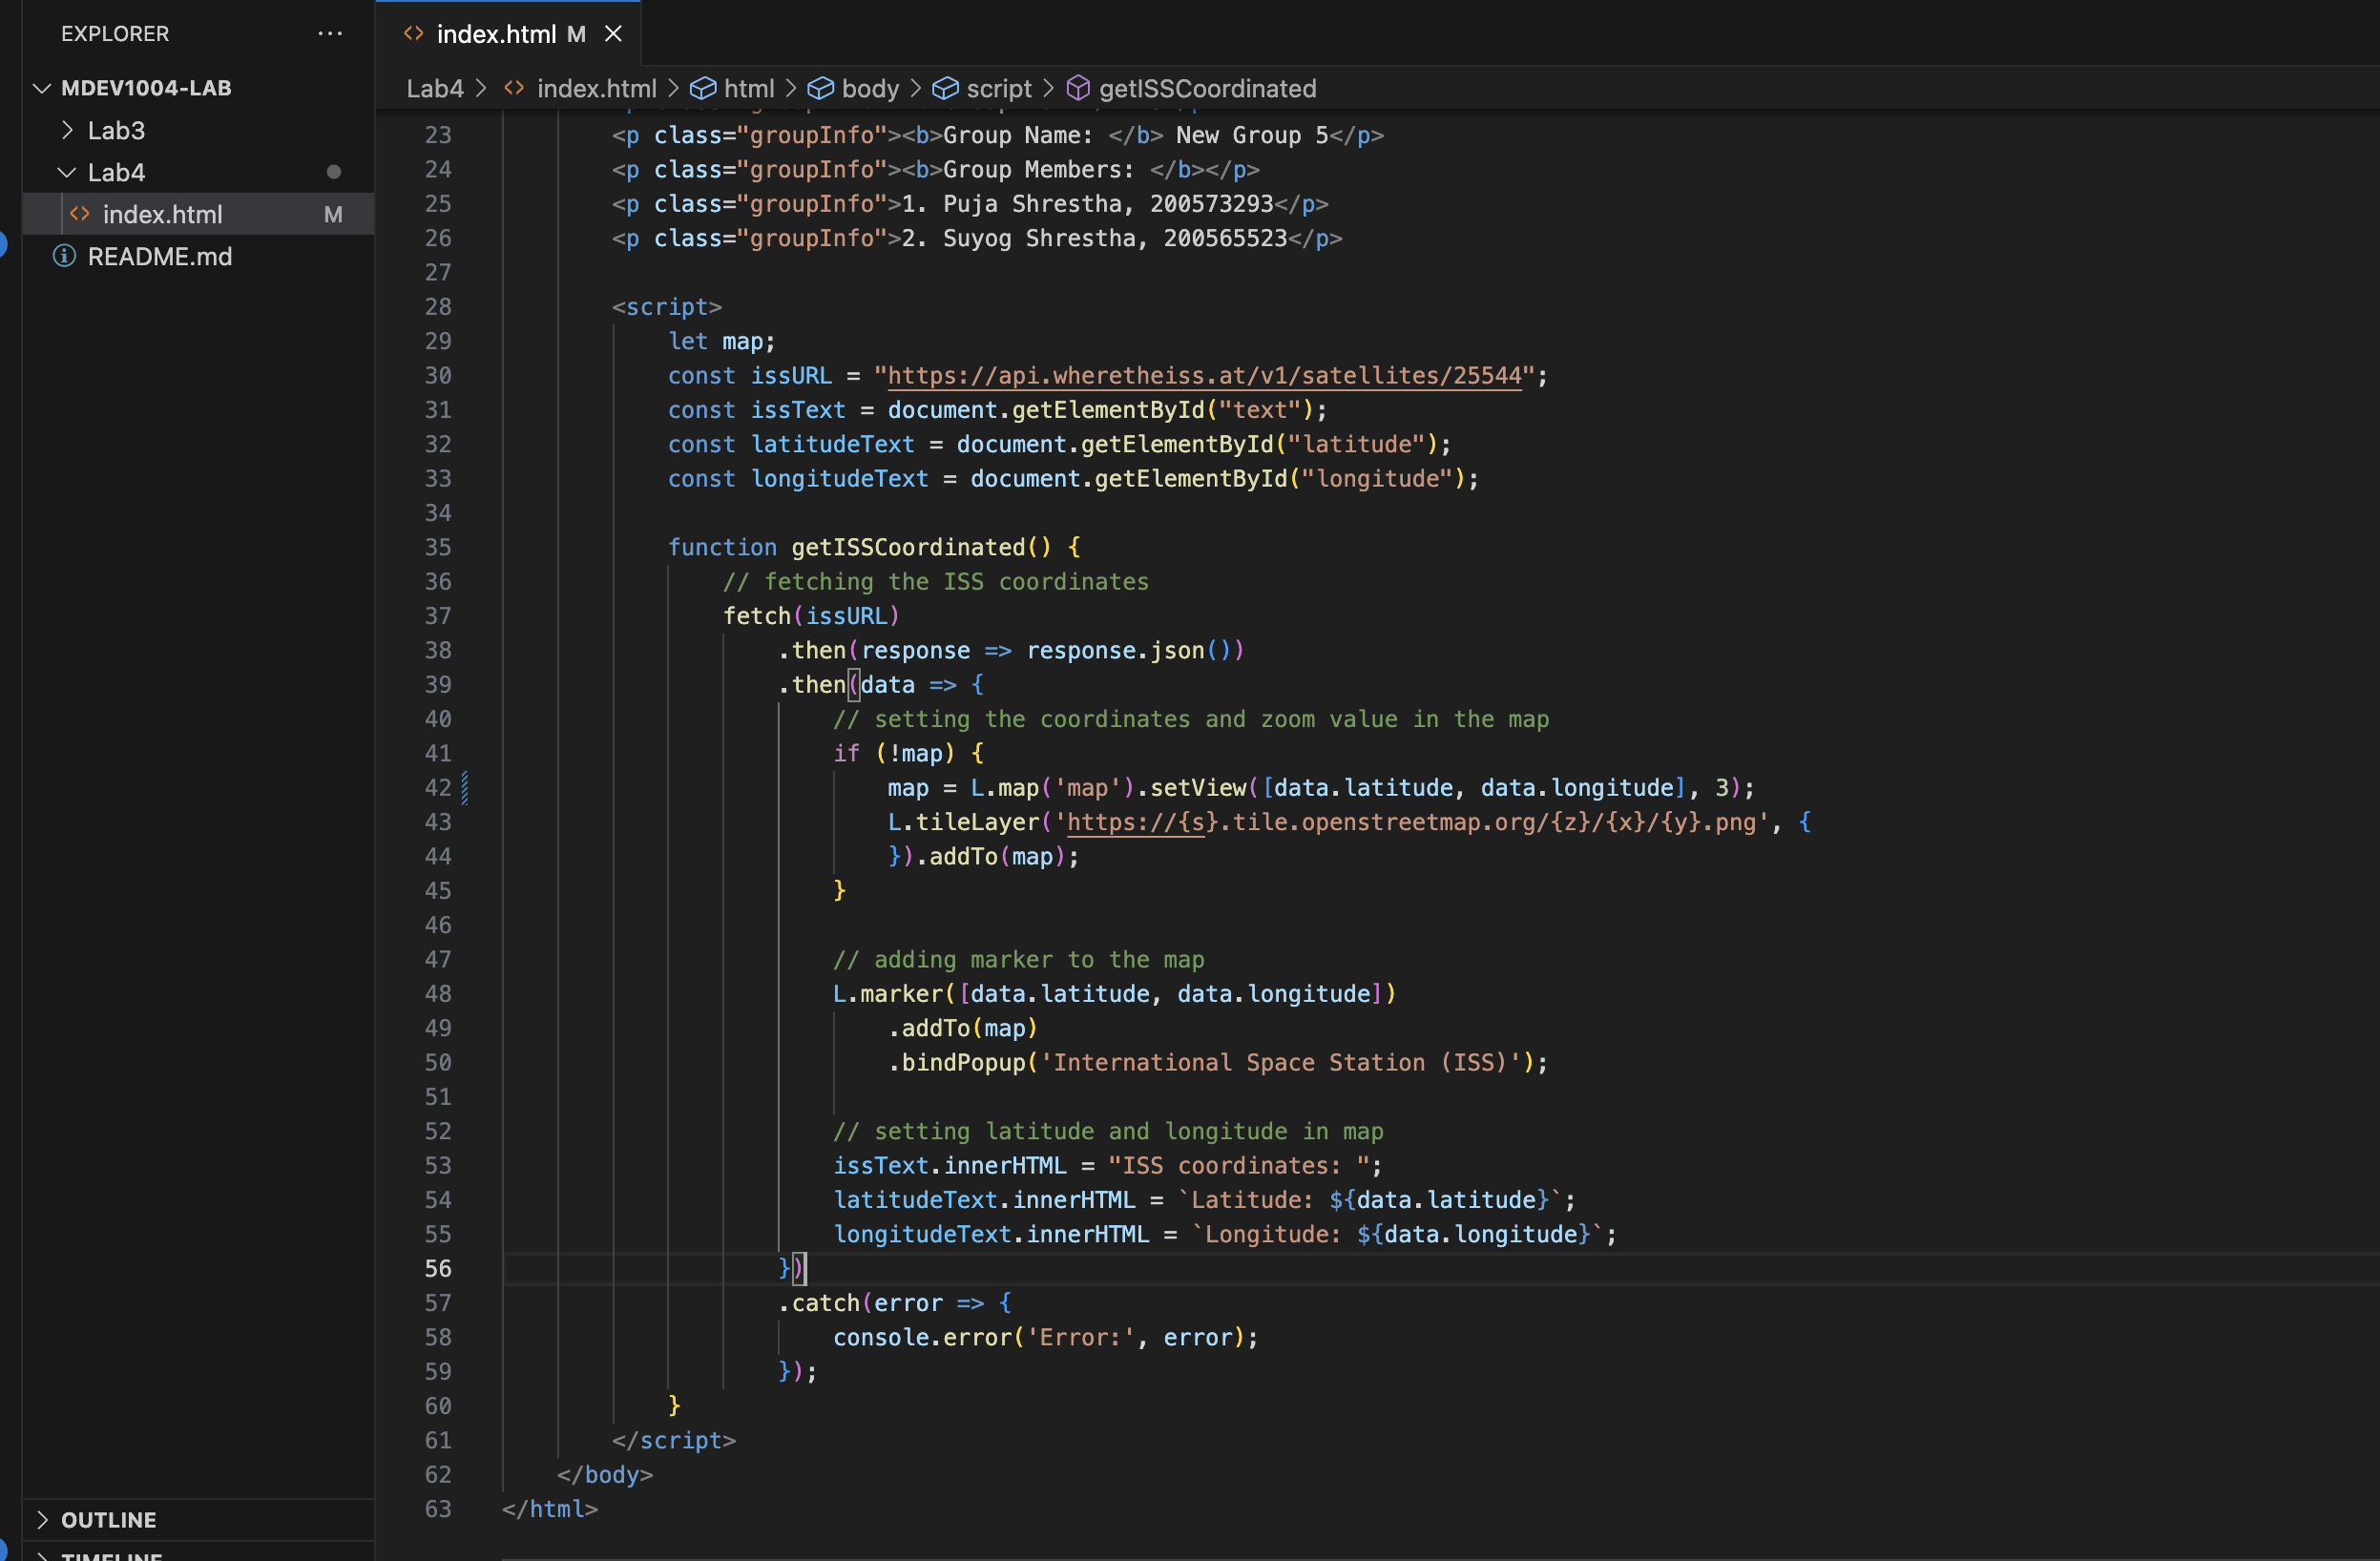 EXPLORER
MDEV1004-LAB
Lab3
Lab4
index.html M
README.md
OUTLINE
TIMELINE
index.html M
Lab4 > index.html > html > body > script > getISSCoordinated
23 <p class="groupInfo"><b>Group Name: </b> New Group 5</p>
24 <p class="groupInfo"><b>Group Members: </b></p>
25 <p class="groupInfo">1. Puja Shrestha, 200573293</p>
26 <p class="groupInfo">2. Suyog Shrestha, 200565523</p>
27
28 <script>
29 let map;
30 const issURL = "https://api.wheretheiss.at/v1/satellites/25544";
31 const issText = document.getElementById("text");
32 const latitudeText = document.getElementById("latitude");
33 const longitudeText = document.getElementById("longitude");
34
35 function getISSCoordinated() {
36 // fetching the ISS coordinates
37 fetch(issURL)
38 .then(response => response.json())
39 .then(data => {
40 // setting the coordinates and zoom value in the map
41 if (!map) {
42 map = L.map('map').setView([data.latitude, data.longitude], 3);
43 L.tileLayer('https://{s}.tile.openstreetmap.org/{z}/{x}/{y}.png', {
44 }).addTo(map);
45 }
46
47 // adding marker to the map
48 L.marker([data.latitude, data.longitude])
49 .addTo(map)
50 .bindPopup('International Space Station (ISS)');
51
52 // setting latitude and longitude in map
53 issText.innerHTML = "ISS coordinates: ";
54 latitudeText.innerHTML = `Latitude: ${data.latitude}`;
55 longitudeText.innerHTML = `Longitude: ${data.longitude}`;
56 })
57 .catch(error => {
58 console.error('Error:', error);
59 });
60 }
61 </script>
62 </body>
63 </html>